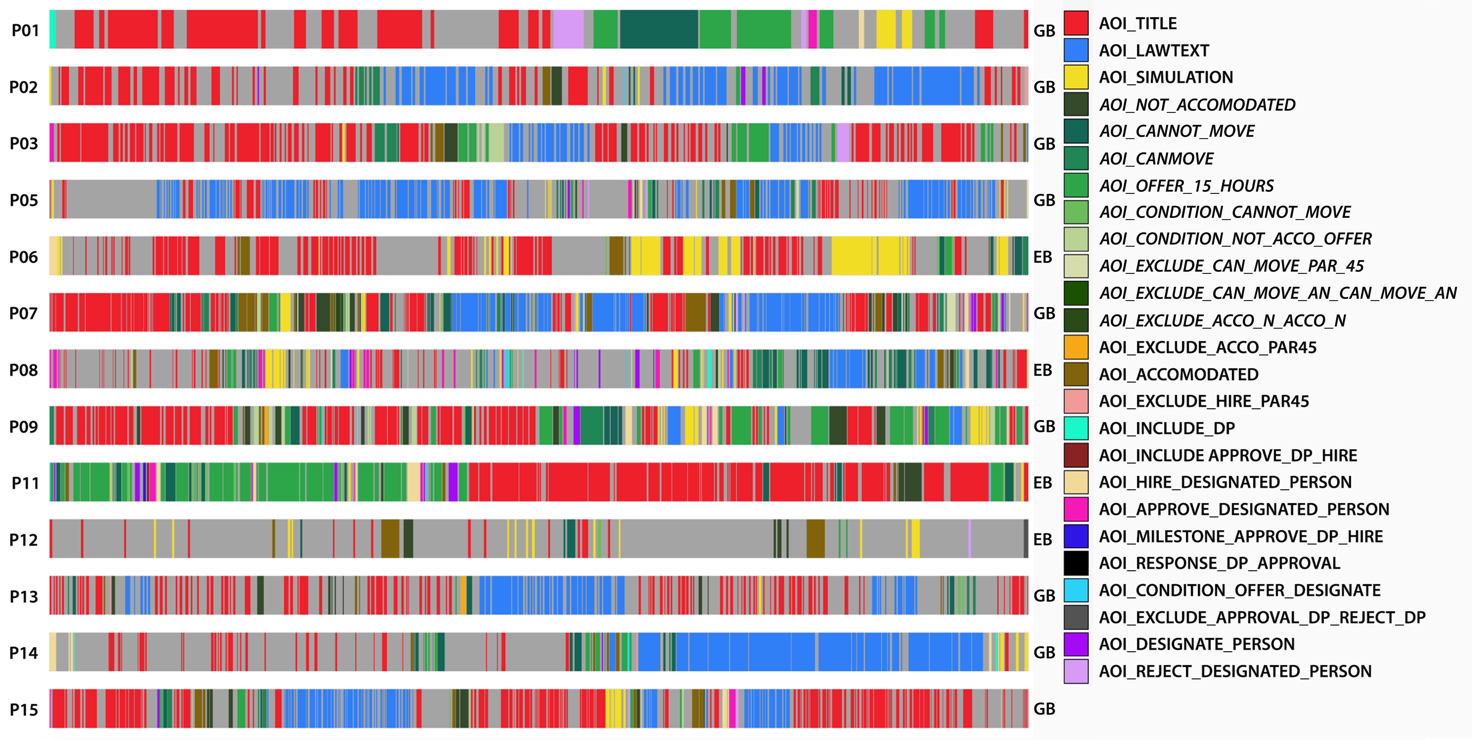 P01 GB
P02 GB
P03 GB
P05 GB
P06 EB
P07 GB
P08 EB
P09 GB
P11 EB
P12 EB
P13 GB
P14 GB
P15 GB
AOI_TITLE
AOI_LAWTEXT
AOI_SIMULATION
AOI_NOT_ACCOMODATED
AOI_CANNOT_MOVE
AOI_CANMOVE
AOI_OFFER_15_HOURS
AOI_CONDITION_CANNOT_MOVE
AOI_CONDITION_NOT_ACCO_OFFER
AOI_EXCLUDE_CAN_MOVE_PAR_45
AOI_EXCLUDE_CAN_MOVE_AN_CAN_MOVE_AN
AOI_EXCLUDE_ACCO_N_ACCO_N
AOI_EXCLUDE_ACCO_PAR45
AOI_ACCOMODATED
AOI_EXCLUDE_HIRE_PAR45
AOI_INCLUDE_DP
AOI_INCLUDE APPROVE_DP_HIRE
AOI_HIRE_DESIGNATED_PERSON
AOI_APPROVE_DESIGNATED_PERSON
AOI_MILESTONE_APPROVE_DP_HIRE
AOI_RESPONSE_DP_APPROVAL
AOI_CONDITION_OFFER_DESIGNATE
AOI_EXCLUDE_APPROVAL_DP_REJECT_DP
AOI_DESIGNATE_PERSON
AOI_REJECT_DESIGNATED_PERSON